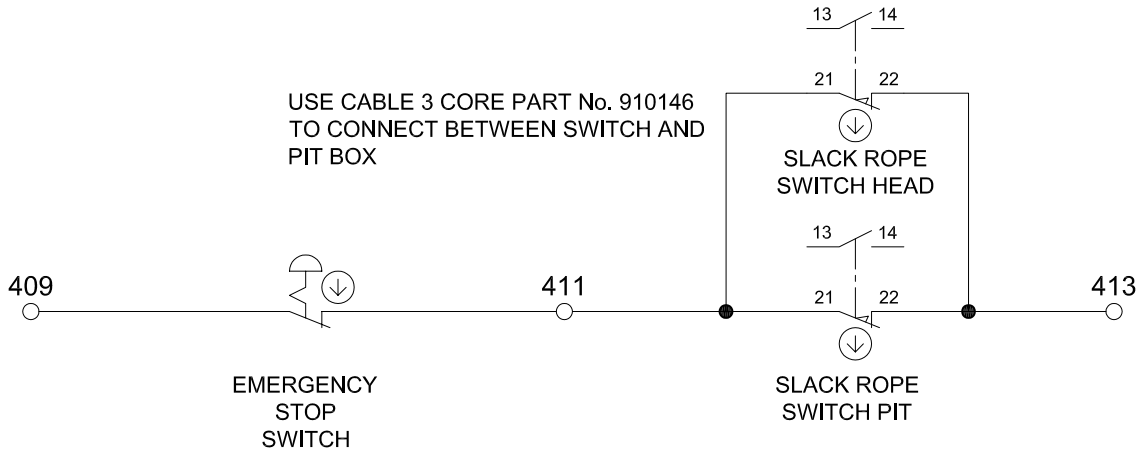 13 14
USE CABLE 3 CORE PART No. 910146
TO CONNECT BETWEEN SWITCH AND
PIT BOX
21 22
SLACK ROPE
SWITCH HEAD
13 14
409 411 21 22 413
EMERGENCY
STOP
SWITCH
SLACK ROPE
SWITCH PIT